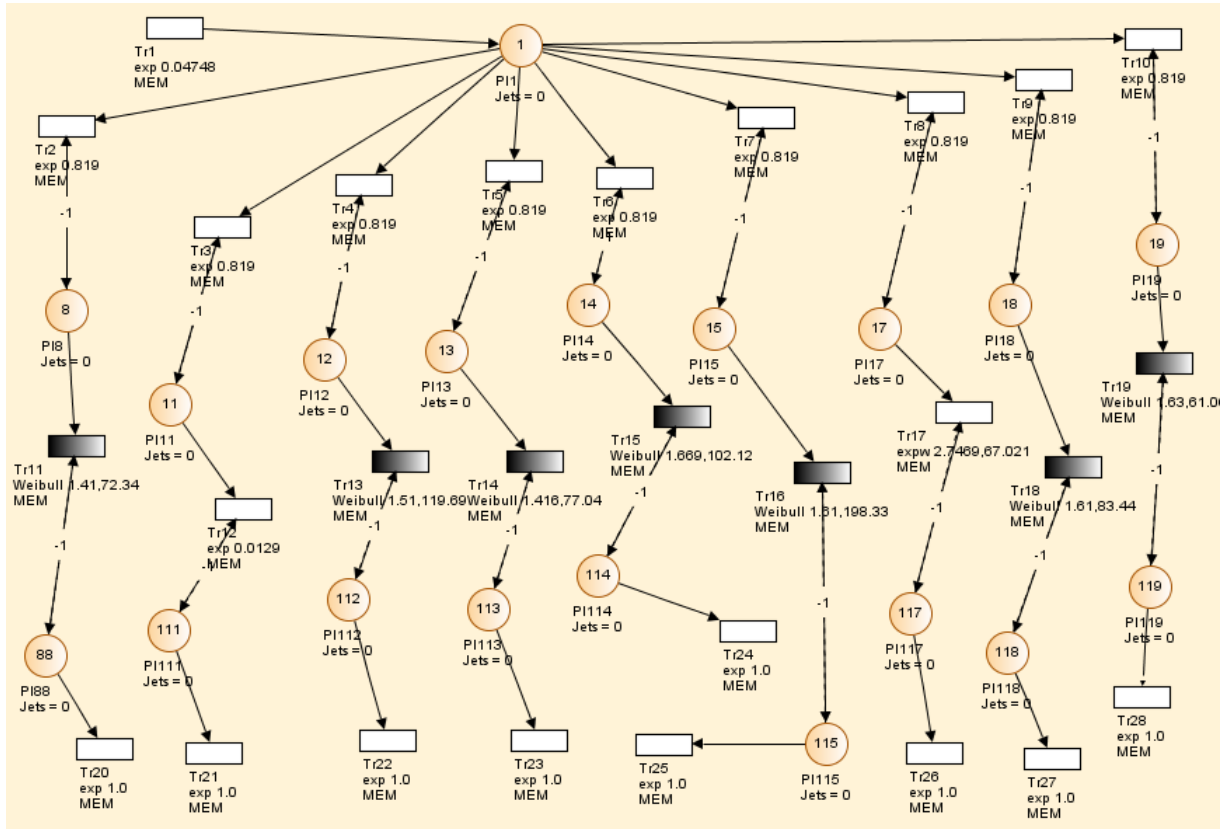 1
Tr1
exp 0.04748
MEM
Pl1
Jets = 0
Tr10
exp 0.819
MEM
Tr9
exp 0.819
MEM
Tr8
exp 0.819
MEM
Tr7
exp 0.819
MEM
Tr2
exp 0.819
MEM
Tr5
exp 0.819
MEM
Tr6
exp 0.819
MEM
Tr4
exp 0.819
MEM
Tr3
exp 0.819
MEM
-1
-1
-1
-1
-1
-1
-1
-1
19
Pl19
Jets = 0
8
Pl8
Jets = 0
14
Pl14
Jets = 0
18
Pl18
Jets = 0
15
Pl15
Jets = 0
17
Pl17
Jets = 0
13
Pl13
Jets = 0
12
Pl12
Jets = 0
11
Pl11
Jets = 0
Tr19
Weibull 1.63,61.0
MEM
Tr15
Weibull 1.669,102.12
MEM
Tr17
expw 2.7469,67.021
MEM
Tr11
Weibull 1.41,72.34
MEM
Tr13
Weibull 1.51,119.69
MEM
Tr14
Weibull 1.416,77.04
MEM
Tr16
Weibull 1.61,198.33
MEM
Tr18
Weibull 1.61,83.44
MEM
Tr12
exp 0.0129
MEM
-1
-1
-1
-1
-1
-1
-1
-1
114
Pl114
Jets = 0
119
Pl119
Jets = 0
112
Pl112
Jets = 0
113
Pl113
Jets = 0
117
Pl117
Jets = 0
111
Pl111
Jets = 0
118
Pl118
Jets = 0
88
Pl88
Jets = 0
115
Pl115
Jets = 0
Tr24
exp 1.0
MEM
Tr28
exp 1.0
MEM
Tr20
exp 1.0
MEM
Tr21
exp 1.0
MEM
Tr22
exp 1.0
MEM
Tr23
exp 1.0
MEM
Tr25
exp 1.0
MEM
Tr26
exp 1.0
MEM
Tr27
exp 1.0
MEM